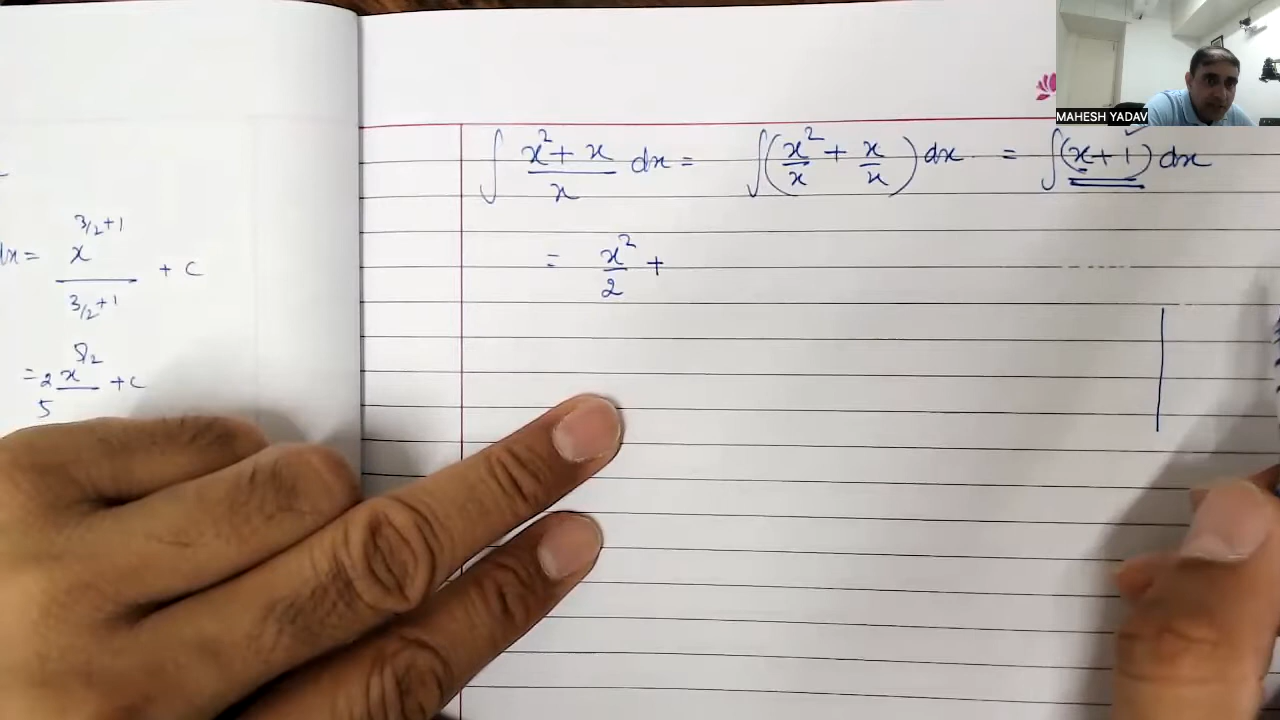 ∫ (x² + x)/x dx = ∫ (x²/x + x/x) dx = ∫ (x + 1) dx
= x²/2 +
dx = x^(3/2+1)/(3/2+1) + c
= 2/5 x^(5/2) + c
MAHESH YADAV